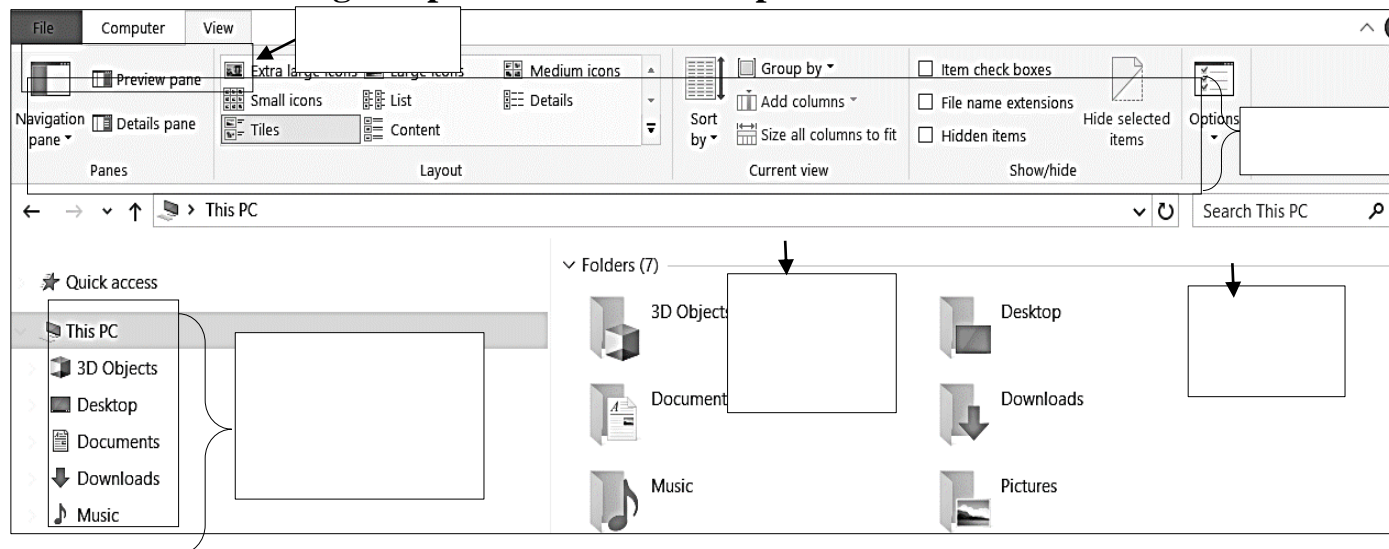 File Computer View
Preview pane
Extra large icons Large icons Medium icons
Group by
Item check boxes
Small icons List Details
Add columns
File name extensions
Navigation pane
Details pane
Tiles Content
Sort by
Size all columns to fit
Hidden items
Hide selected items
Options
Panes Layout Current view Show/hide
This PC
Search This PC
Quick access
This PC
3D Objects
Desktop
Documents
Downloads
Music
Folders (7)
3D Objects
Desktop
Document
Downloads
Music
Pictures